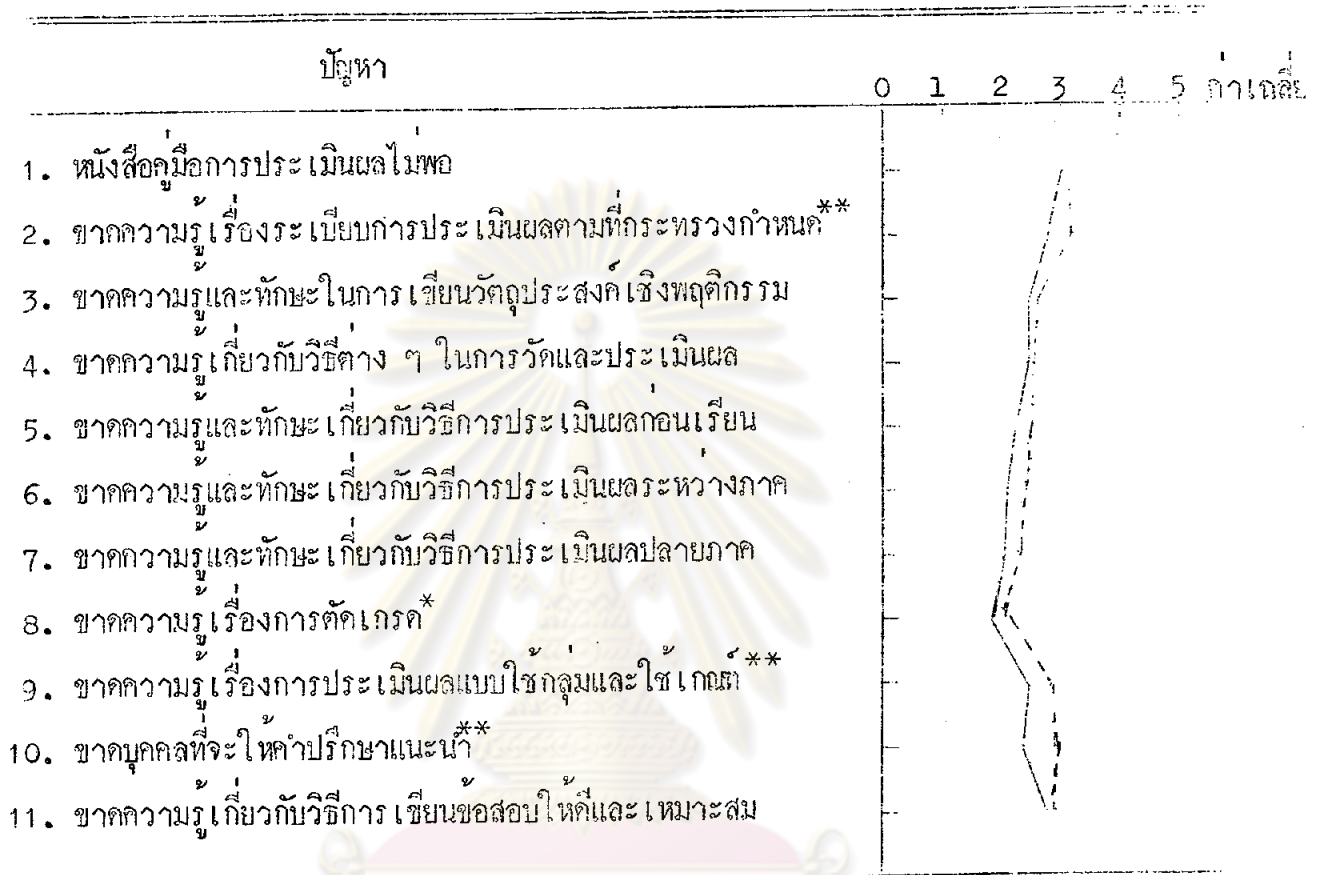 ปัญหา
0 1 2 3 4 5 ค่าเฉลี่ย
1. หนังสือคู่มือการประเมินผลไม่พอ
2. ขาดความรู้เรื่องระเบียบการประเมินผลตามที่กระทรวงกำหนด**
3. ขาดความรู้และทักษะในการเขียนวัตถุประสงค์เชิงพฤติกรรม
4. ขาดความรู้เกี่ยวกับวิธีต่าง ๆ ในการวัดและประเมินผล
5. ขาดความรู้และทักษะเกี่ยวกับวิธีการประเมินผลก่อนเรียน
6. ขาดความรู้และทักษะเกี่ยวกับวิธีการประเมินผลระหว่างภาค
7. ขาดความรู้และทักษะเกี่ยวกับวิธีการประเมินผลปลายภาค
8. ขาดความรู้เรื่องการตัดเกรด*
9. ขาดความรู้เรื่องการประเมินผลแบบใช้กลุ่มและใช้เกณฑ์**
10. ขาดบุคคลที่จะให้คำปรึกษาแนะนำ**
11. ขาดความรู้เกี่ยวกับวิธีการเขียนข้อสอบให้ดีและเหมาะสม